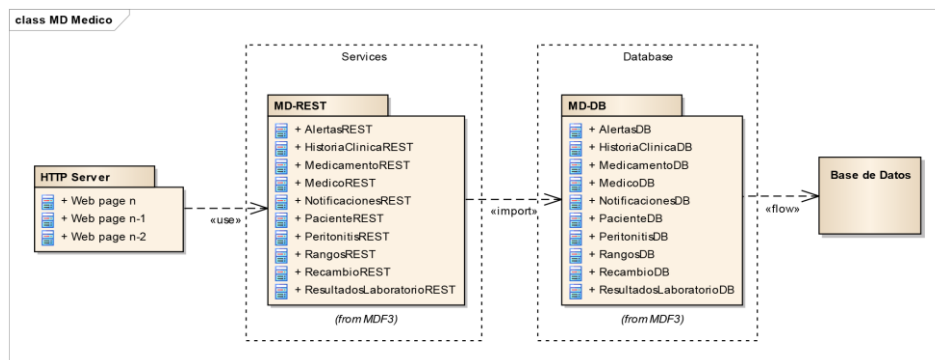 class MD Medico
Services
Database
MD-REST
+ AlertasREST
+ HistoriaClinicaREST
+ MedicamentoREST
+ MedicoREST
+ NotificacionesREST
+ PacienteREST
+ PeritonitisREST
+ RangosREST
+ RecambioREST
+ ResultadosLaboratorioREST
(from MDF3)
MD-DB
+ AlertasDB
+ HistoriaClinicaDB
+ MedicamentoDB
+ MedicoDB
+ NotificacionesDB
+ PacienteDB
+ PeritonitisDB
+ RangosDB
+ RecambioDB
+ ResultadosLaboratorioDB
(from MDF3)
HTTP Server
+ Web page n
+ Web page n-1
+ Web page n-2
«use»
«import»
«flow»
Base de Datos